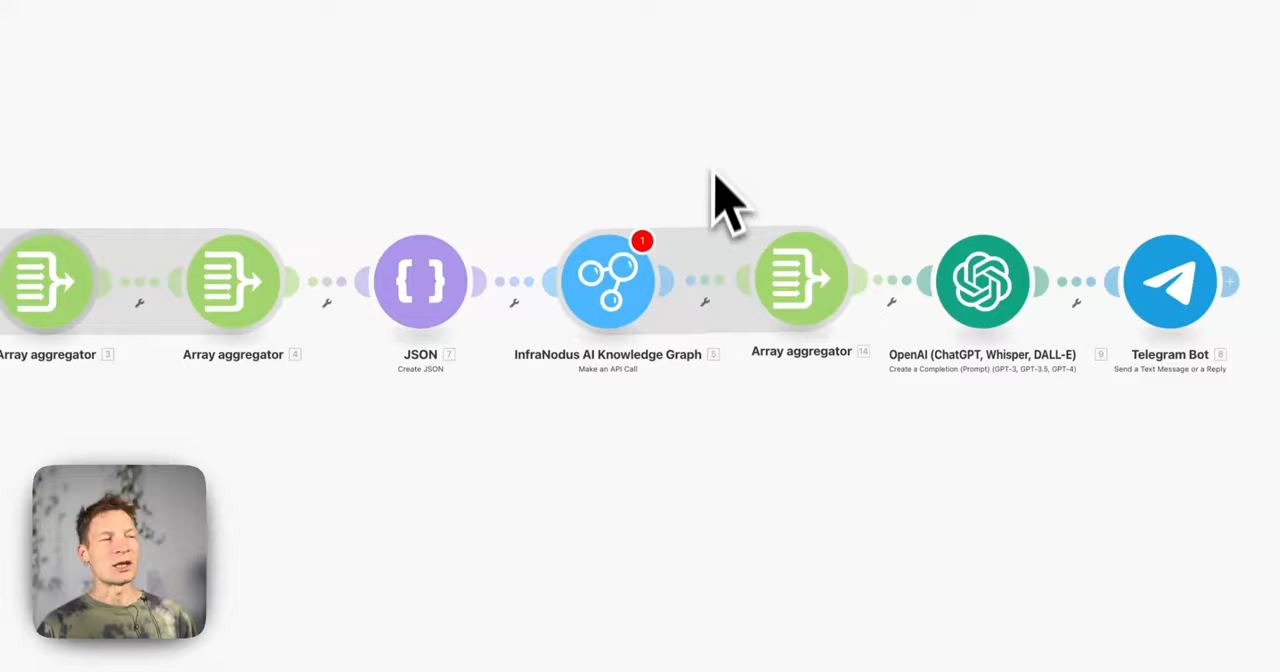 1
Array aggregator 3
Array aggregator 4
JSON 7
Create JSON
InfraNodus AI Knowledge Graph 5
Make an API Call
Array aggregator 14
OpenAI (ChatGPT, Whisper, DALL-E) 9
Create a Completion (Prompt) (GPT-3, GPT-3.5, GPT-4)
Telegram Bot 8
Send a Text Message or a Reply